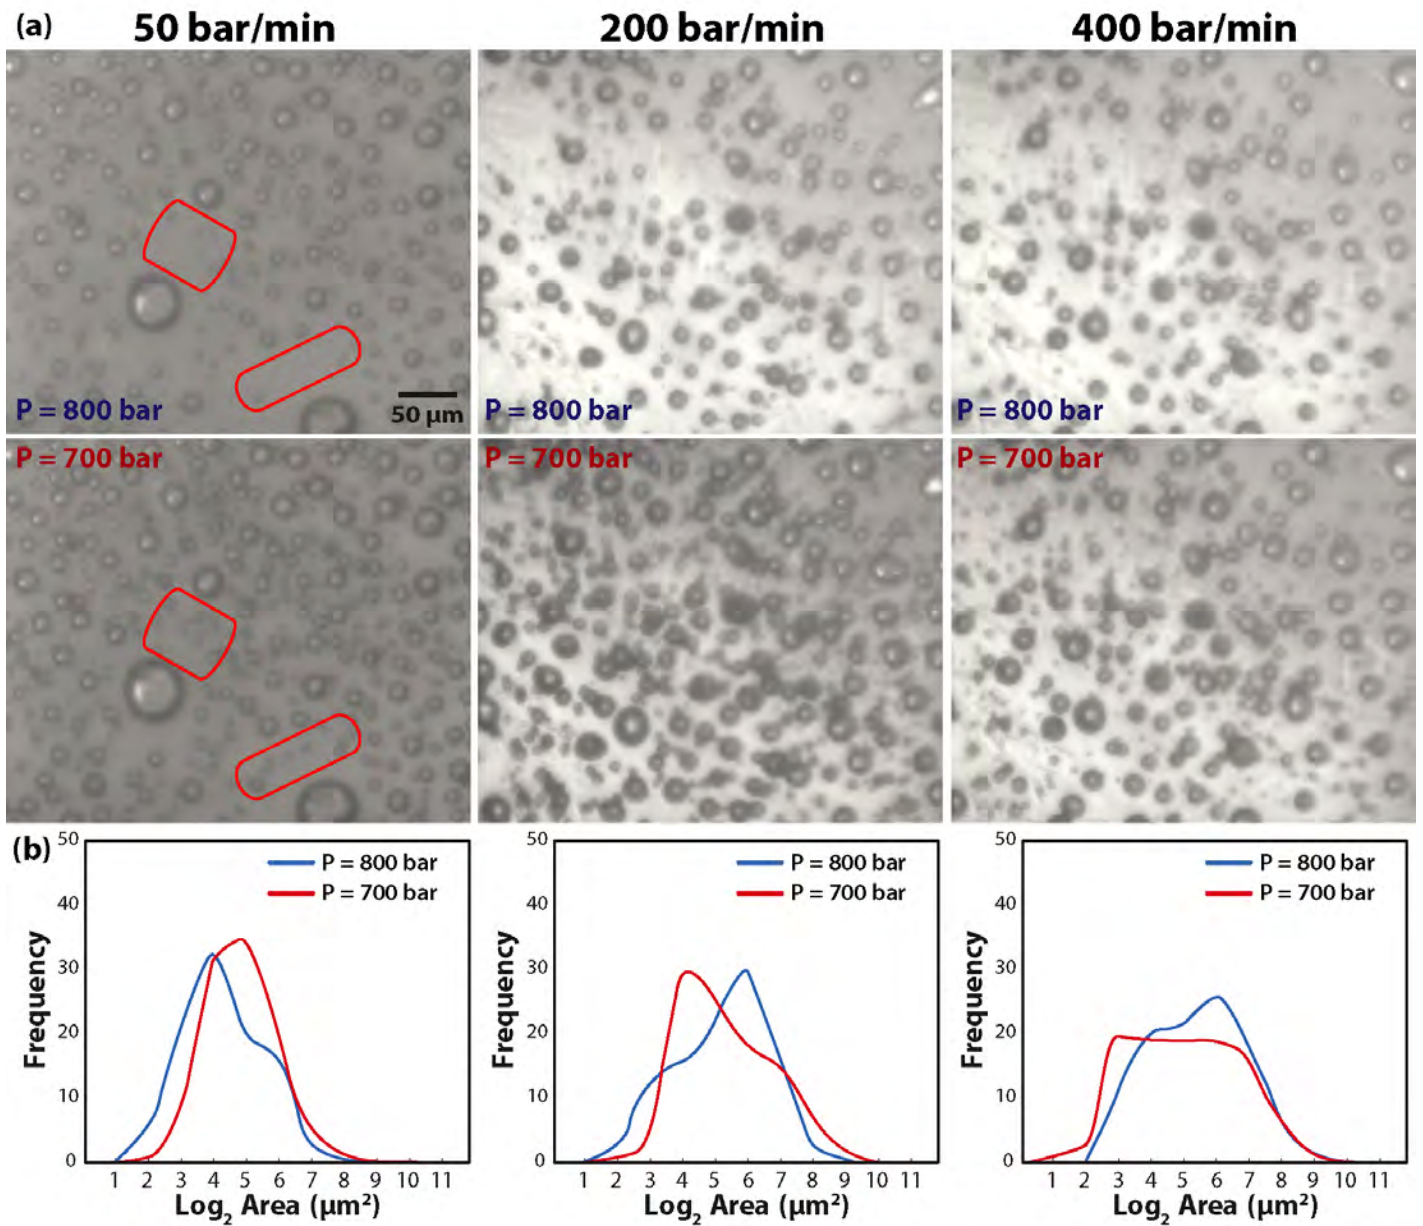 (a) 50 bar/min 200 bar/min 400 bar/min
P = 800 bar 50 µm P = 800 bar P = 800 bar
P = 700 bar P = 700 bar P = 700 bar
(b)
50 50 50
P = 800 bar P = 800 bar P = 800 bar
P = 700 bar P = 700 bar P = 700 bar
40 40 40
30 30 30
20 20 20
10 10 10
0 0 0
Frequency Frequency Frequency
1 2 3 4 5 6 7 8 9 10 11 1 2 3 4 5 6 7 8 9 10 11 1 2 3 4 5 6 7 8 9 10 11
Log₂ Area (µm²) Log₂ Area (µm²) Log₂ Area (µm²)